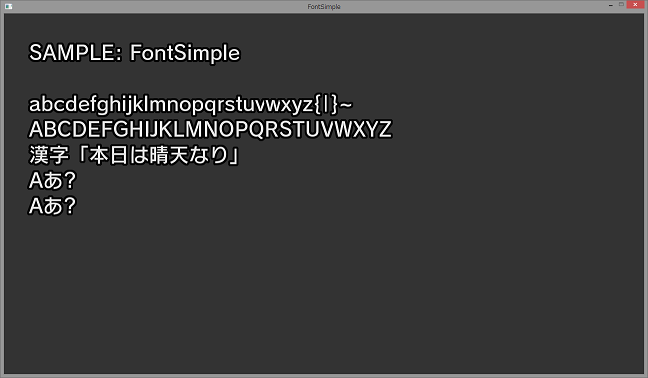 FontSimple
SAMPLE: FontSimple
abcdefghijklmnopqrstuvwxyz{|}~
ABCDEFGHIJKLMNOPQRSTUVWXYZ
漢字「本日は晴天なり」
Aあ?
Aあ?